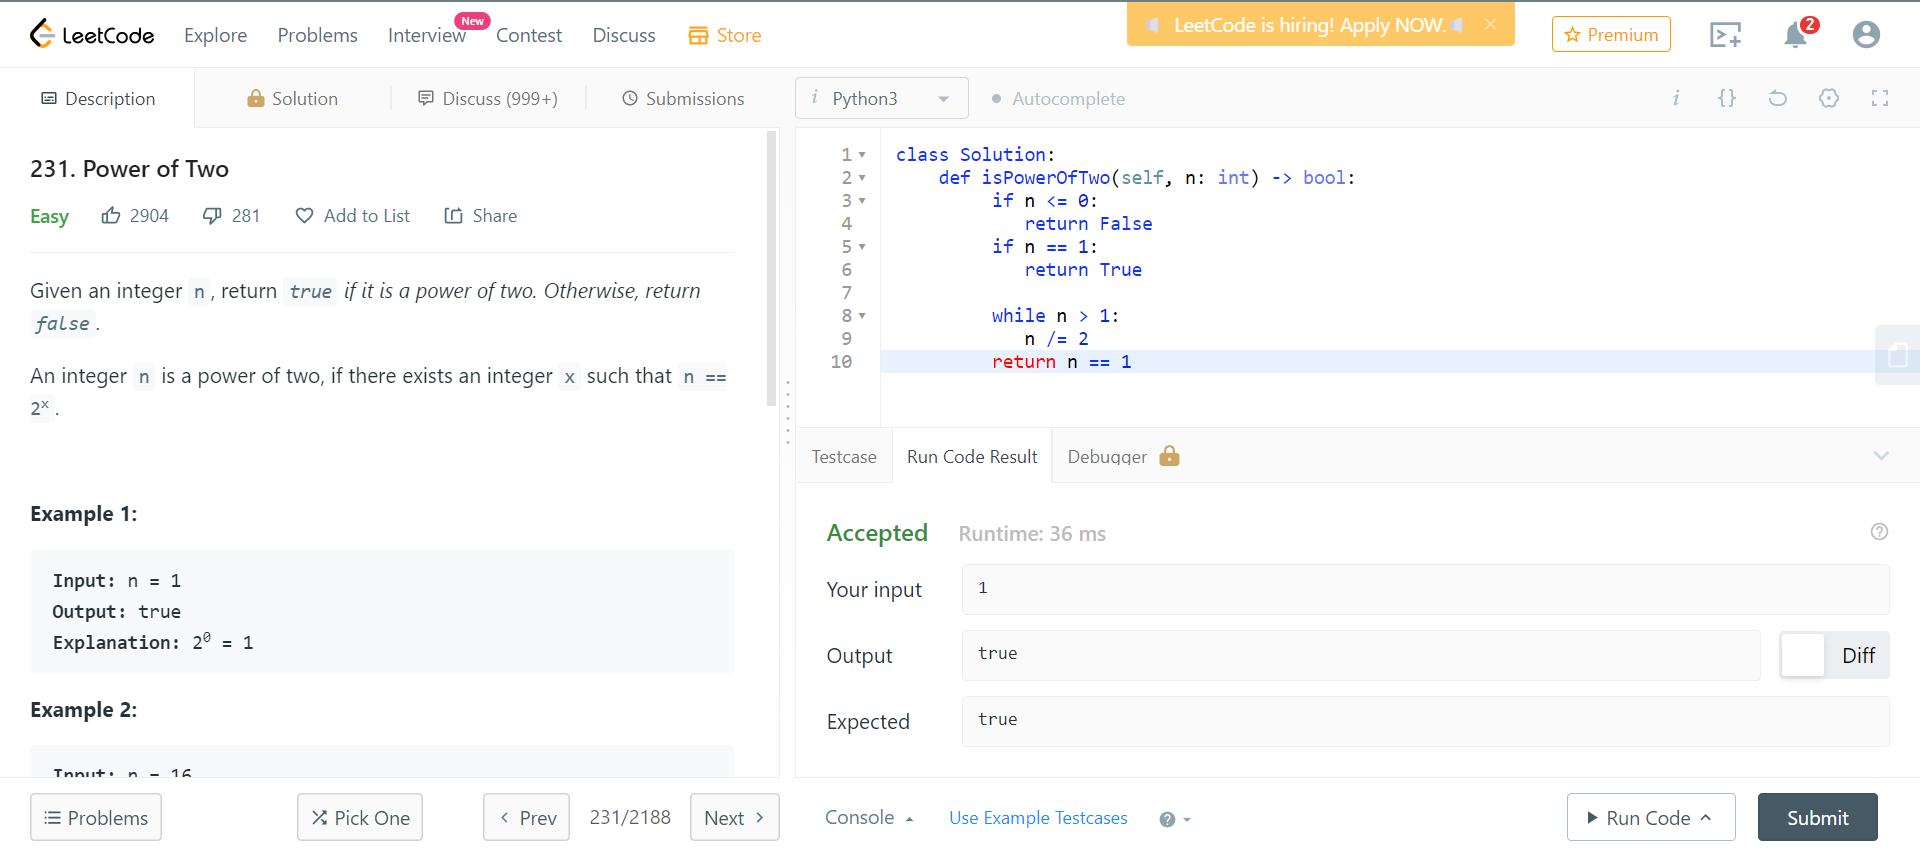 LeetCode Explore Problems Interview New Contest Discuss Store LeetCode is hiring! Apply NOW. Premium 2
Description Solution Discuss (999+) Submissions
231. Power of Two
Easy 2904 281 Add to List Share
Given an integer n, return true if it is a power of two. Otherwise, return
false.
An integer n is a power of two, if there exists an integer x such that n ==
2ˣ.
Example 1:
Input: n = 1
Output: true
Explanation: 2⁰ = 1
Example 2:
Input: n = 16
Problems Pick One Prev 231/2188 Next
i Python3 Autocomplete i {}
1 class Solution:
2 def isPowerOfTwo(self, n: int) -> bool:
3 if n <= 0:
4 return False
5 if n == 1:
6 return True
7
8 while n > 1:
9 n /= 2
10 return n == 1
Testcase Run Code Result Debugger
Accepted Runtime: 36 ms
Your input 1
Output true Diff
Expected true
Console Use Example Testcases Run Code Submit